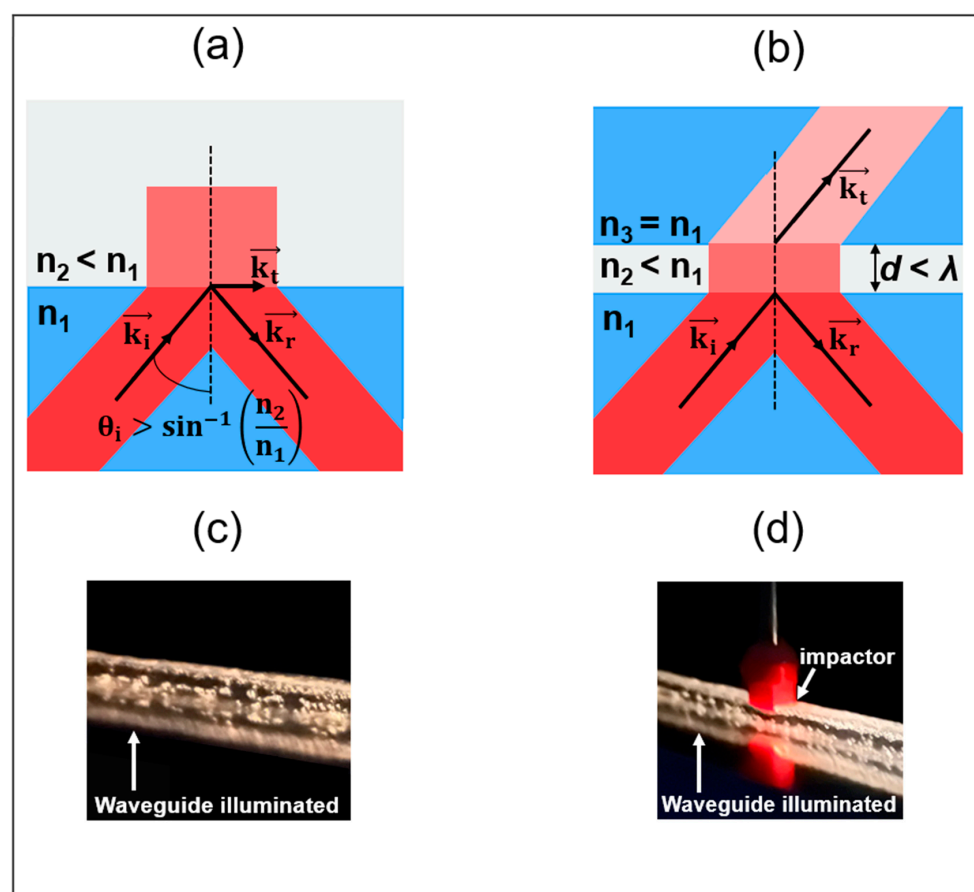 (a)
n₂ < n₁
k⃗ₜ
n₁
k⃗ᵢ
k⃗ᵣ
θᵢ > sin⁻¹(n₂/n₁)
(b)
k⃗ₜ
n₃ = n₁
n₂ < n₁
d < λ
n₁
k⃗ᵢ
k⃗ᵣ
(c)
Waveguide illuminated
(d)
impactor
Waveguide illuminated